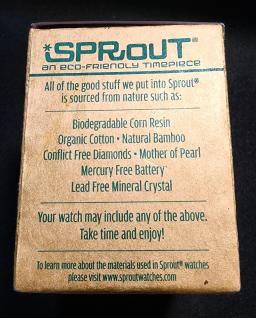 *SPROUT®
an eco-friendly timepiece
All of the good stuff we put into Sprout®
is sourced from nature such as:
Biodegradable Corn Resin
Organic Cotton • Natural Bamboo
Conflict Free Diamonds • Mother of Pearl
Mercury Free Battery
Lead Free Mineral Crystal
Your watch may include any of the above.
Take time and enjoy!
To learn more about the materials used in Sprout® watches
please visit www.sproutwatches.com